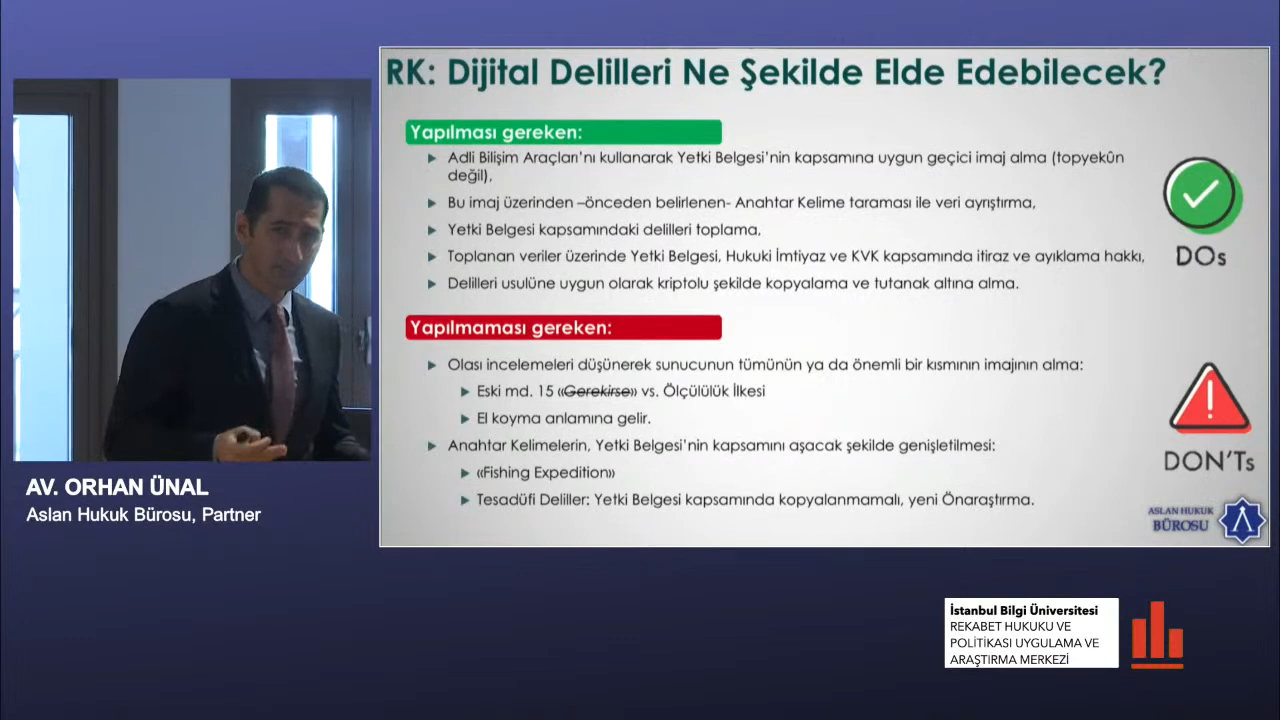 RK: Dijital Delilleri Ne Şekilde Elde Edebilecek?
Yapılması gereken:
Adli Bilişim Araçları'nı kullanarak Yetki Belgesi'nin kapsamına uygun geçici imaj alma (topyekûn
değil),
Bu imaj üzerinden –önceden belirlenen- Anahtar Kelime taraması ile veri ayrıştırma,
Yetki Belgesi kapsamındaki delilleri toplama,
Toplanan veriler üzerinde Yetki Belgesi, Hukuki İmtiyaz ve KVK kapsamında itiraz ve ayıklama hakkı,
Delilleri usulüne uygun olarak kriptolu şekilde kopyalama ve tutanak altına alma.
DOs
Yapılmaması gereken:
Olası incelemeleri düşünerek sunucunun tümünün ya da önemli bir kısmının imajının alma:
Eski md. 15 «Gerekirse» vs. Ölçülülük İlkesi
El koyma anlamına gelir.
Anahtar Kelimelerin, Yetki Belgesi'nin kapsamını aşacak şekilde genişletilmesi:
«Fishing Expedition»
Tesadüfi Deliller: Yetki Belgesi kapsamında kopyalanmamalı, yeni Önaraştırma.
DON'Ts
ASLAN HUKUK
BÜROSU
AV. ORHAN ÜNAL
Aslan Hukuk Bürosu, Partner
İstanbul Bilgi Üniversitesi
REKABET HUKUKU VE
POLİTİKASI UYGULAMA VE
ARAŞTIRMA MERKEZİ